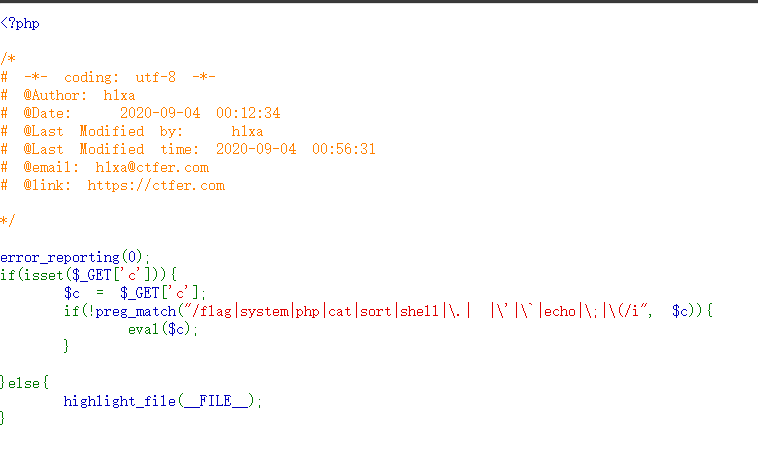 <?php

/*
# -*- coding: utf-8 -*-
# @Author: h1xa
# @Date:   2020-09-04 00:12:34
# @Last Modified by:   h1xa
# @Last Modified time: 2020-09-04 00:56:31
# @email: h1xa@ctfer.com
# @link: https://ctfer.com

*/

error_reporting(0);
if(isset($_GET['c'])){
    $c = $_GET['c'];
    if(!preg_match("/flag|system|php|cat|sort|shell|\.| |\'|\`|echo|\;|\(/i", $c)){
        eval($c);
    }

}else{
    highlight_file(__FILE__);
}